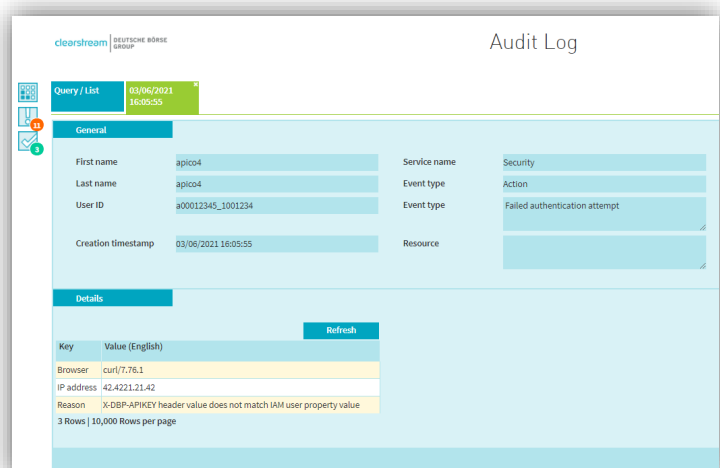 clearstream | DEUTSCHE BÖRSE
GROUP
Audit Log
Query / List
03/06/2021
16:05:55
11
3
General
First name apico4 Service name Security
Last name apico4 Event type Action
User ID a00012345_1001234 Event type Failed authentication attempt
Creation timestamp 03/06/2021 16:05:55 Resource
Details
Refresh
Key Value (English)
Browser curl/7.76.1
IP address 42.4221.21.42
Reason X-DBP-APIKEY header value does not match IAM user property value
3 Rows | 10,000 Rows per page